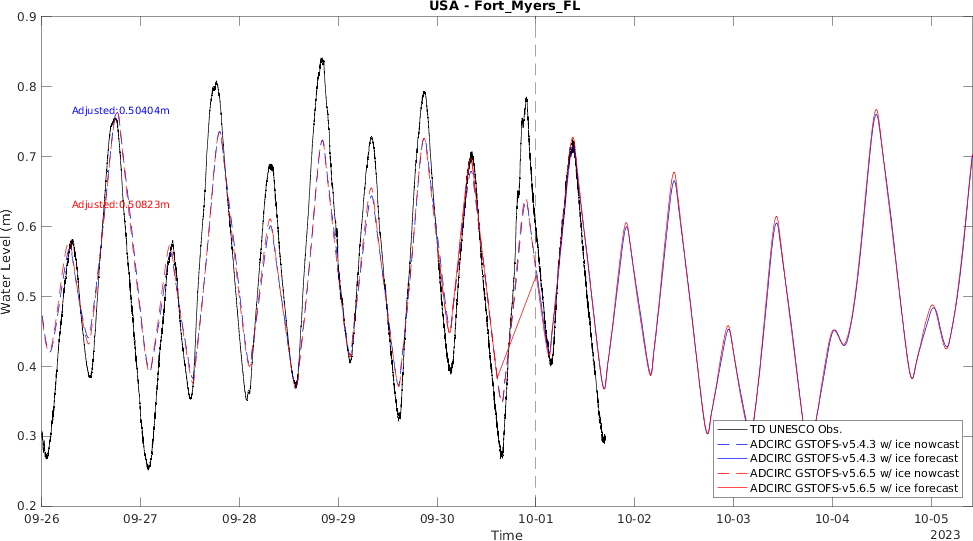 USA - Fort_Myers_FL
0.9
0.8
0.7
0.6
0.5
0.4
0.3
0.2
Water Level (m)
Adjusted:0.50404m
Adjusted:0.50823m
TD UNESCO Obs.
ADCIRC GSTOFS-v5.4.3 w/ ice nowcast
ADCIRC GSTOFS-v5.4.3 w/ ice forecast
ADCIRC GSTOFS-v5.6.5 w/ ice nowcast
ADCIRC GSTOFS-v5.6.5 w/ ice forecast
09-26 09-27 09-28 09-29 09-30 10-01 10-02 10-03 10-04 10-05
Time
2023